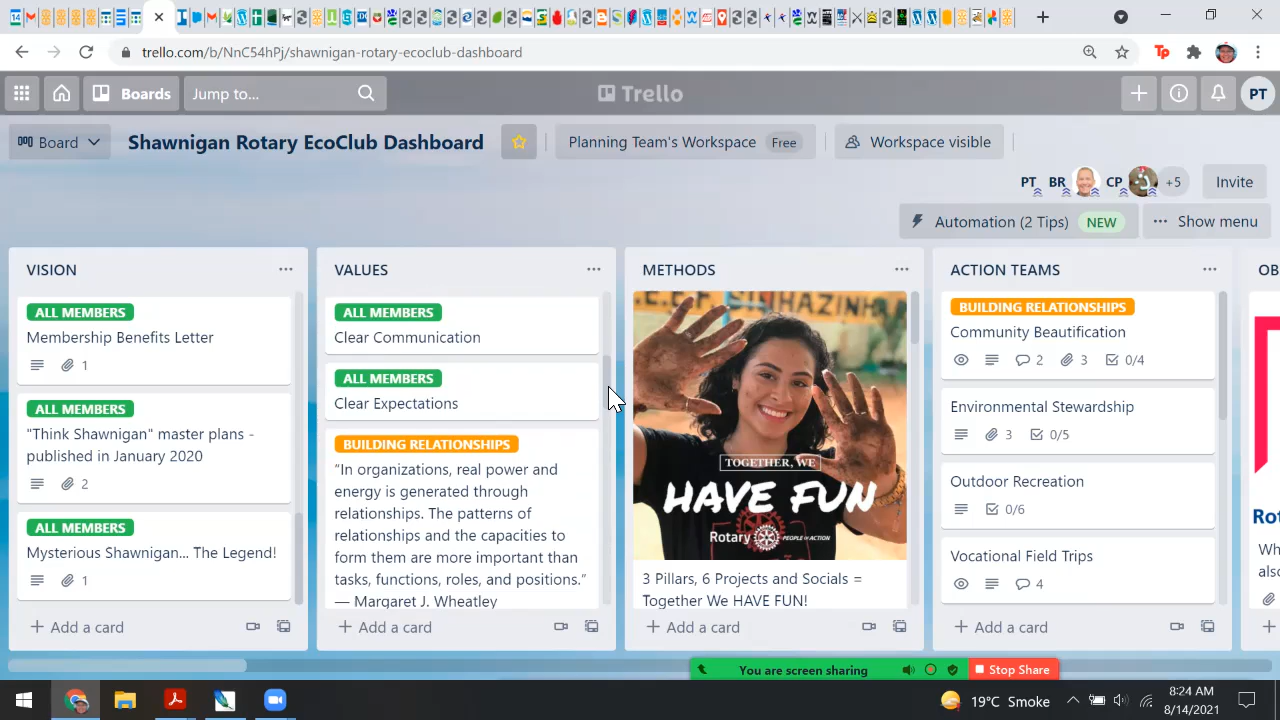 trello.com/b/NnC54hPj/shawnigan-rotary-ecoclub-dashboard
Boards
Jump to...
Trello
PT
Board
Shawnigan Rotary EcoClub Dashboard
Planning Team's Workspace Free
Workspace visible
PT BR CP +5
Invite
Automation (2 Tips) NEW
Show menu
VISION
ALL MEMBERS
Membership Benefits Letter
1
ALL MEMBERS
"Think Shawnigan" master plans -
published in January 2020
2
ALL MEMBERS
Mysterious Shawnigan... The Legend!
1
Add a card
VALUES
ALL MEMBERS
Clear Communication
ALL MEMBERS
Clear Expectations
BUILDING RELATIONSHIPS
“In organizations, real power and
energy is generated through
relationships. The patterns of
relationships and the capacities to
form them are more important than
tasks, functions, roles, and positions.”
— Margaret J. Wheatley
Add a card
METHODS
TOGETHER, WE
HAVE FUN
Rotary
PEOPLE OF ACTION
3 Pillars, 6 Projects and Socials =
Together We HAVE FUN!
Add a card
ACTION TEAMS
BUILDING RELATIONSHIPS
Community Beautification
2 3 0/4
Environmental Stewardship
3 0/5
Outdoor Recreation
0/6
Vocational Field Trips
4
Add a card
OB
Rot
Wh
also
You are screen sharing
Stop Share
19°C Smoke
8:24 AM
8/14/2021